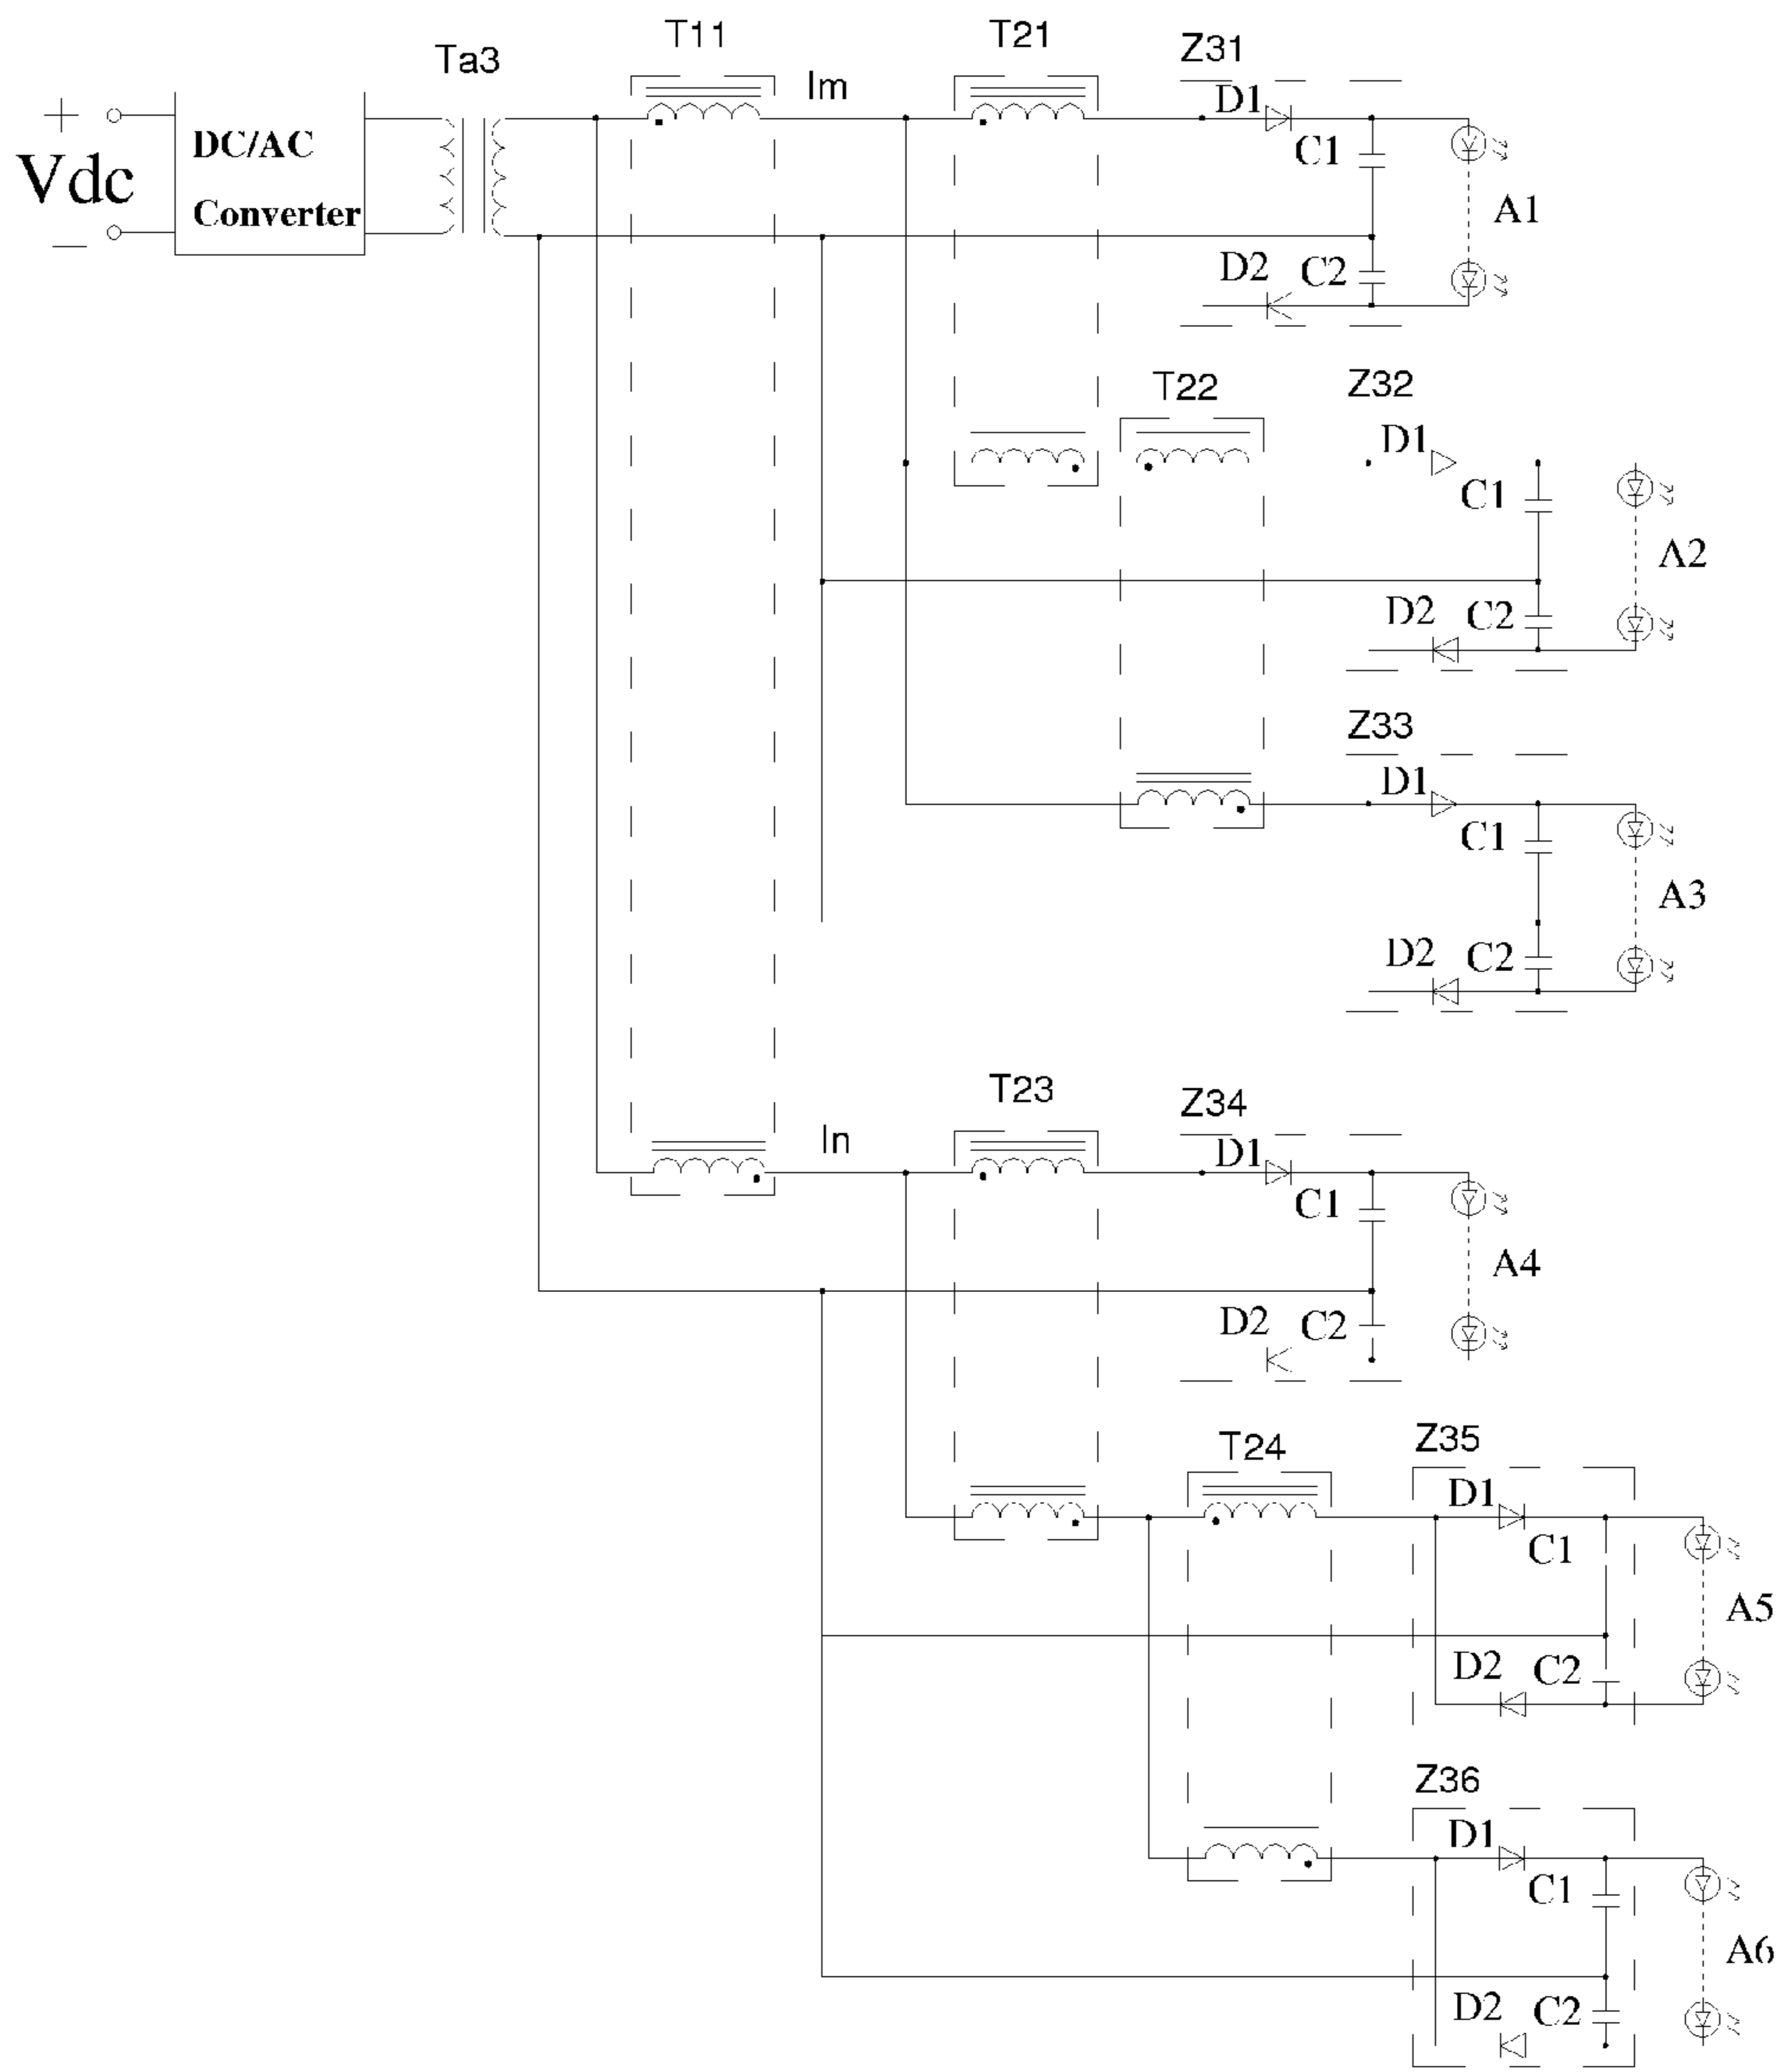 T11
T21
Z31
Ta3
Im
D1
+
DC/AC
C1
Vdc
Converter
A1
—
D2
C2
T22
Z32
D1
C1
A2
D2
C2
Z33
D1
C1
A3
D2
C2
T23
Z34
In
D1
C1
A4
D2
C2
T24
Z35
D1
C1
A5
D2
C2
Z36
D1
C1
A6
D2
C2